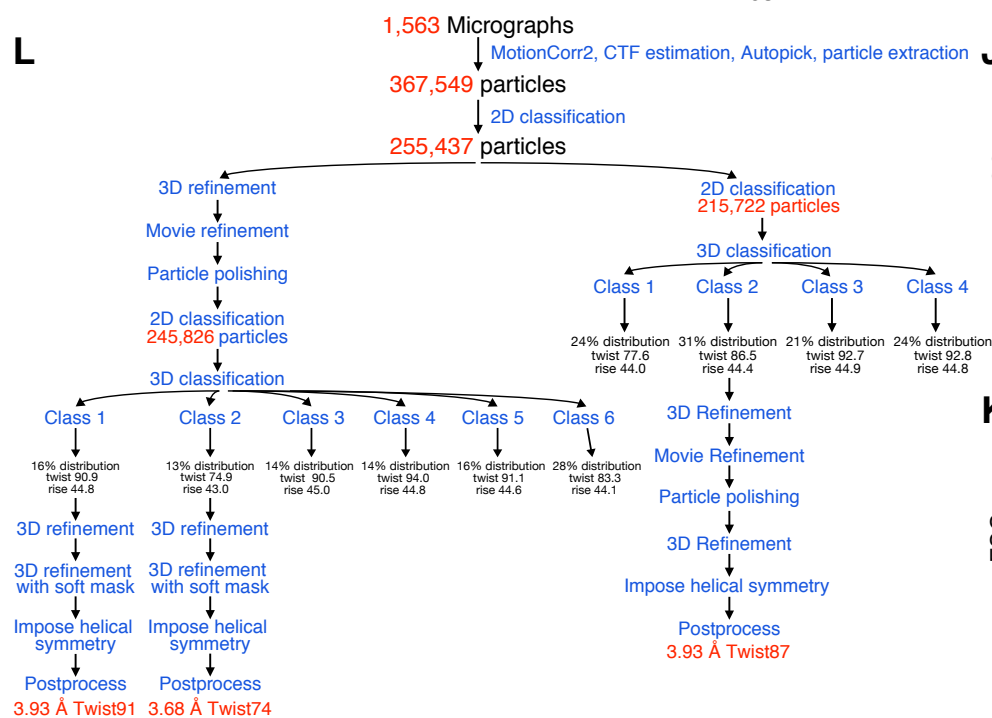 L
1,563 Micrographs
MotionCorr2, CTF estimation, Autopick, particle extraction
367,549 particles
2D classification
255,437 particles
3D refinement
Movie refinement
Particle polishing
2D classification
245,826 particles
3D classification
Class 1
Class 2
Class 3
Class 4
Class 5
Class 6
16% distribution
twist 90.9
rise 44.8
13% distribution
twist 74.9
rise 43.0
14% distribution
twist 90.5
rise 45.0
14% distribution
twist 94.0
rise 44.8
16% distribution
twist 91.1
rise 44.6
28% distribution
twist 83.3
rise 44.1
3D refinement
3D refinement
with soft mask
Impose helical
symmetry
Postprocess
3.93 Å Twist91
3D refinement
3D refinement
with soft mask
Impose helical
symmetry
Postprocess
3.68 Å Twist74
2D classification
215,722 particles
3D classification
Class 1
Class 2
Class 3
Class 4
24% distribution
twist 77.6
rise 44.0
31% distribution
twist 86.5
rise 44.4
21% distribution
twist 92.7
rise 44.9
24% distribution
twist 92.8
rise 44.8
3D Refinement
Movie Refinement
Particle polishing
3D Refinement
Impose helical symmetry
Postprocess
3.93 Å Twist87